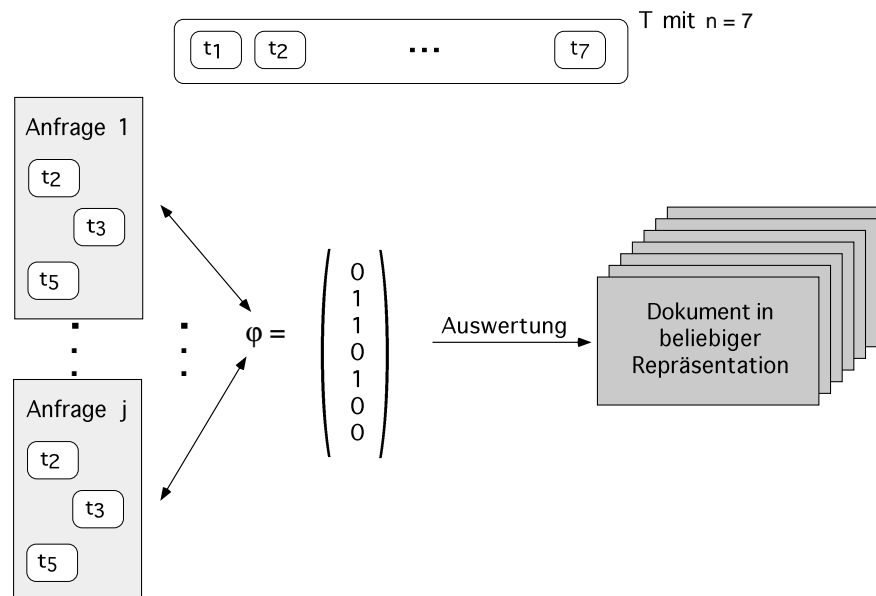 T mit n = 7
t1 t2 ... t7
Anfrage 1
t2
t3
t5
φ =
0
1
1
0
1
0
0
Auswertung
Dokument in
beliebiger
Repräsentation
Anfrage j
t2
t3
t5